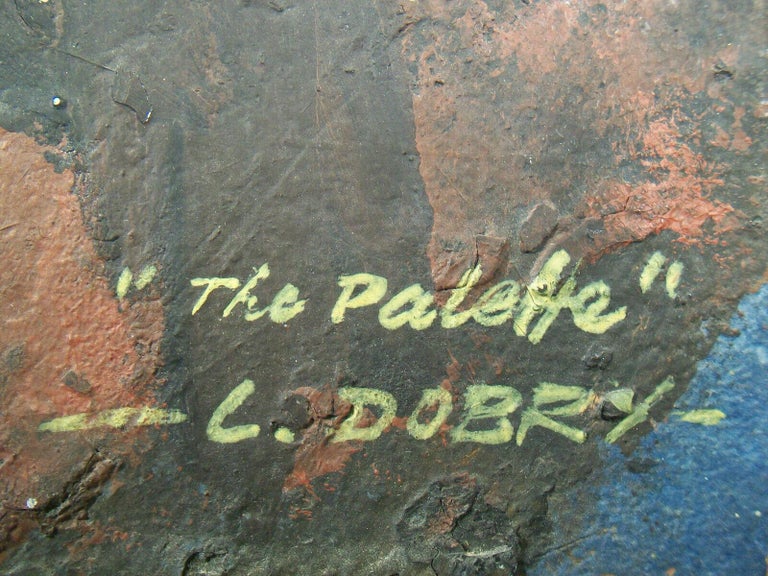 "The Palette"
— C. DOBRY —